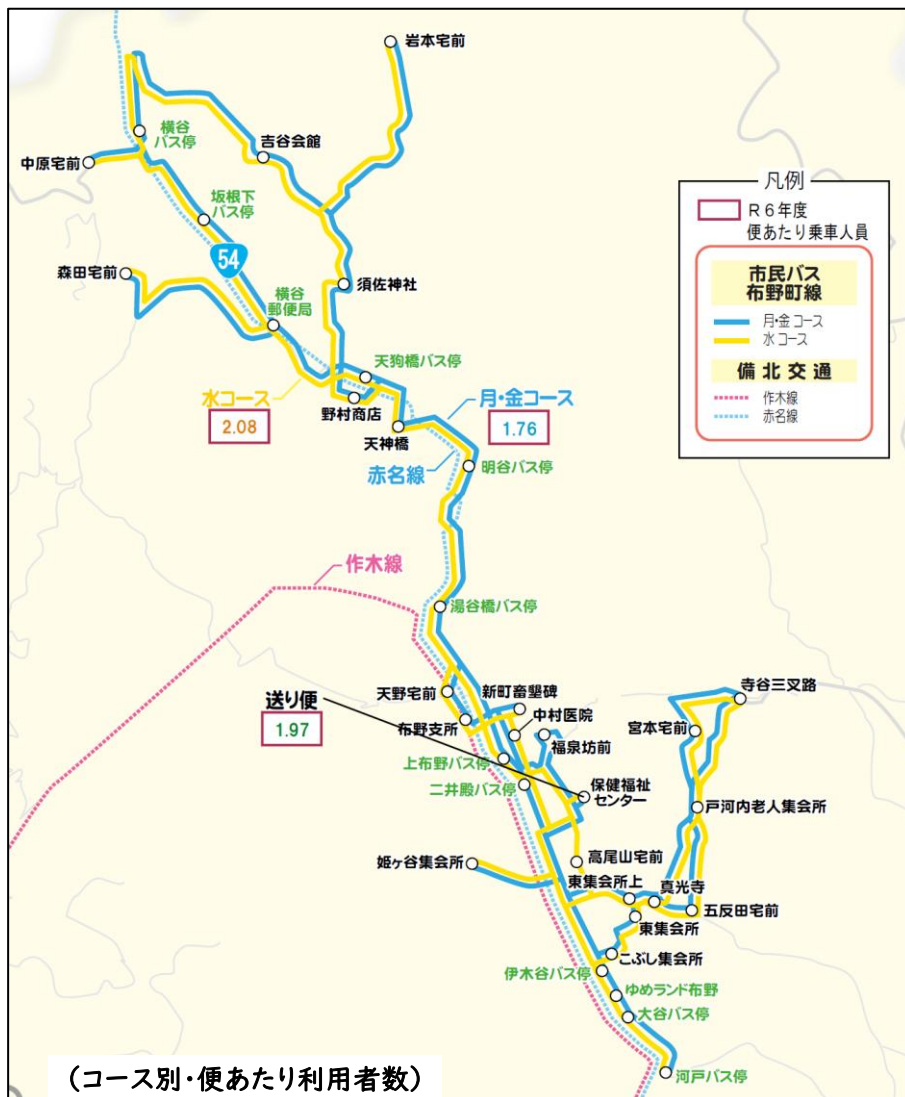 岩本宅前
横谷
バス停
吉谷会館
中原宅前
坂根下
バス停
54
森田宅前
横谷
郵便局
須佐神社
天狗橋バス停
水コース
2.08
野村商店
天神橋
月・金コース
1.76
赤名線
明谷バス停
凡例
R6年度
便あたり乗車人員
市民バス
布野町線
月・金コース
水コース
備北交通
作木線
赤名線
作木線
湯谷橋バス停
送り便
1.97
天野宅前
新町畜墾碑
布野支所
中村医院
福泉坊前
上布野バス停
二井殿バス停
保健福祉
センター
寺谷三叉路
宮本宅前
戸河内老人集会所
姫ヶ谷集会所
高尾山宅前
東集会所上
真光寺
五反田宅前
東集会所
こぶし集会所
伊木谷バス停
ゆめランド布野
大谷バス停
河戸バス停
(コース別・便あたり利用者数)